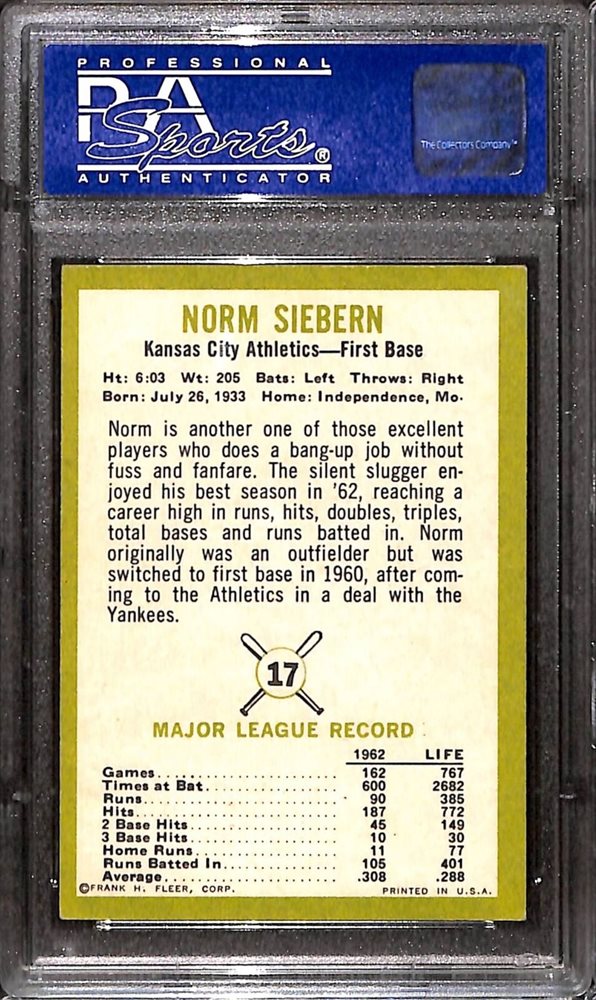 PROFESSIONAL
PSA
Sports®
AUTHENTICATOR
The Collectors Company™
NORM SIEBERN
Kansas City Athletics—First Base
Ht: 6:03 Wt: 205 Bats: Left Throws: Right
Born: July 26, 1933 Home: Independence, Mo.
Norm is another one of those excellent
players who does a bang-up job without
fuss and fanfare. The silent slugger en-
joyed his best season in '62, reaching a
career high in runs, hits, doubles, triples,
total bases and runs batted in. Norm
originally was an outfielder but was
switched to first base in 1960, after com-
ing to the Athletics in a deal with the
Yankees.
17
MAJOR LEAGUE RECORD
1962 LIFE
Games 162 767
Times at Bat 600 2682
Runs 90 385
Hits 187 772
2 Base Hits 45 149
3 Base Hits 10 30
Home Runs 11 77
Runs Batted In 105 401
Average .308 .288
©FRANK H. FLEER, CORP. PRINTED IN U.S.A.